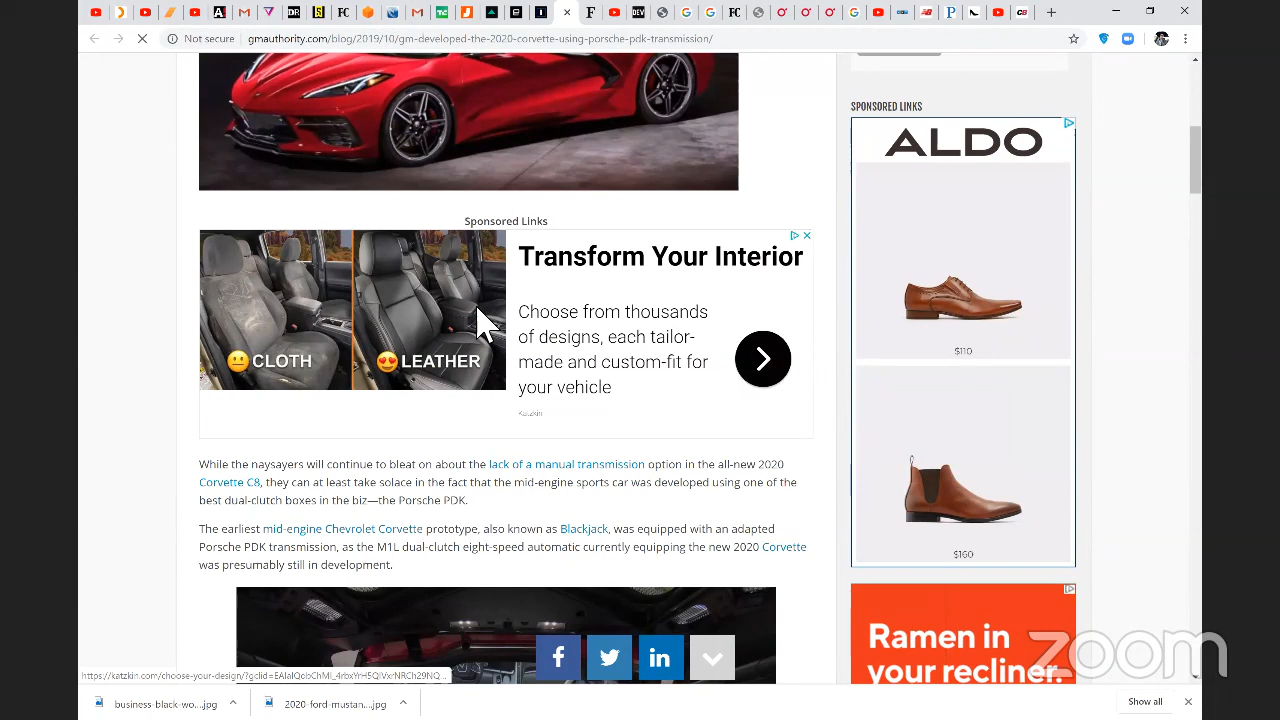 Not secure
gmauthority.com/blog/2019/10/gm-developed-the-2020-corvette-using-porsche-pdk-transmission/
SPONSORED LINKS
ALDO
$110
$160
Sponsored Links
CLOTH
LEATHER
Transform Your Interior
Choose from thousands
of designs, each tailor-
made and custom-fit for
your vehicle
Katzkin
While the naysayers will continue to bleat on about the lack of a manual transmission option in the all-new 2020
Corvette C8, they can at least take solace in the fact that the mid-engine sports car was developed using one of the
best dual-clutch boxes in the biz—the Porsche PDK.
The earliest mid-engine Chevrolet Corvette prototype, also known as Blackjack, was equipped with an adapted
Porsche PDK transmission, as the M1L dual-clutch eight-speed automatic currently equipping the new 2020 Corvette
was presumably still in development.
Ramen in
your recliner.
zoom
business-black-wo....jpg
2020-ford-mustan....jpg
Show all